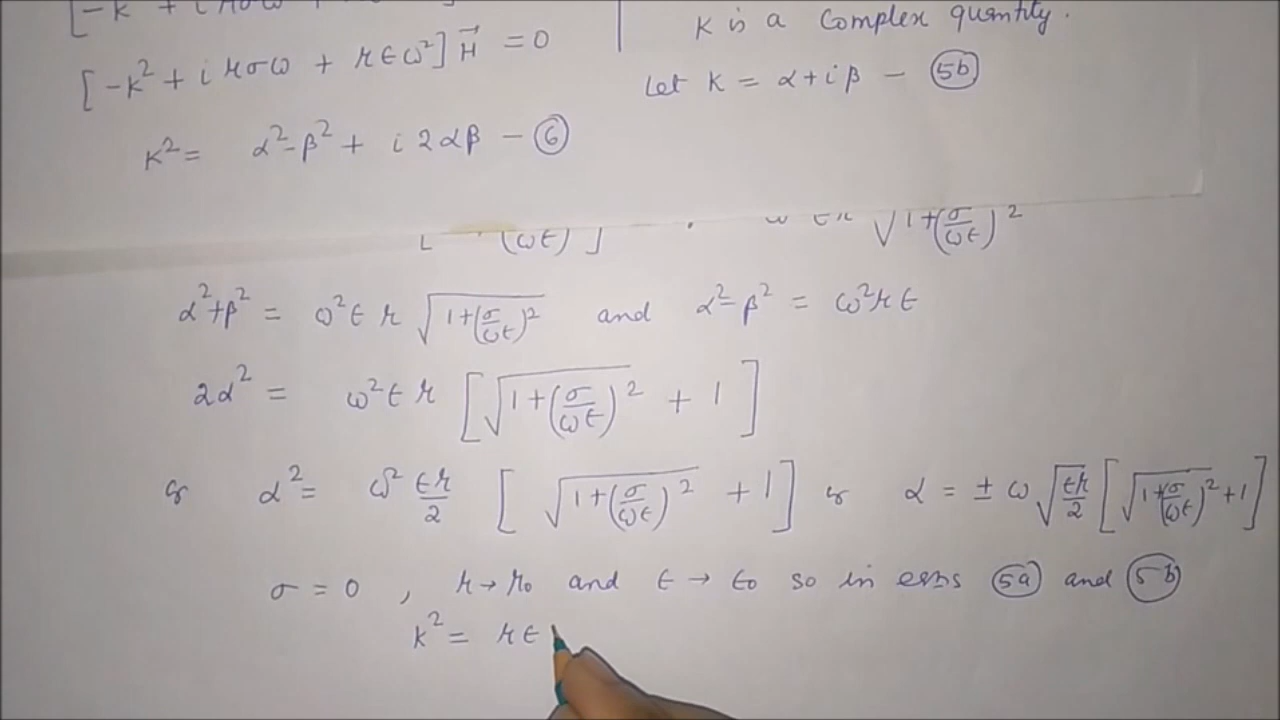 [-k² + i μσω + μεω²] H⃗ = 0
K is a complex quantity.
Let K = α + iβ - (5b)
K² = α² - β² + i 2αβ - (6)
α² + β² = ω²εμ √(1+(σ/ωε)²) and α² - β² = ω²με
2α² = ω²εμ [√(1+(σ/ωε)²) + 1]
or α² = ω² εμ/2 [√(1+(σ/ωε)²) + 1] or α = ± ω √(εμ/2) [√(1+(σ/ωε)²) + 1]
σ = 0 , μ → μ₀ and ε → ε₀ so in eqns (5a) and (5b)
k² = με